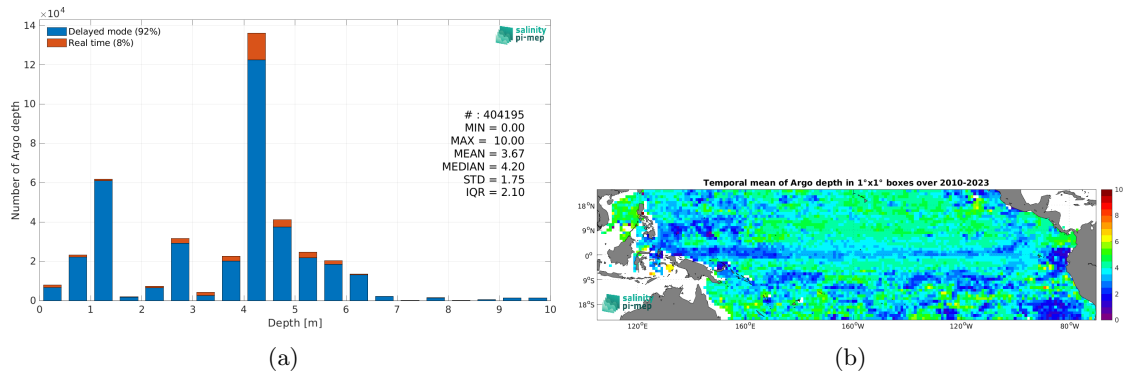 ×10⁴
14
12
10
8
6
4
2
0
Number of Argo depth
Delayed mode (92%)
Real time (8%)
salinity
pi-mep
# : 404195
MIN = 0.00
MAX = 10.00
MEAN = 3.67
MEDIAN = 4.20
STD = 1.75
IQR = 2.10
0 1 2 3 4 5 6 7 8 9 10
Depth [m]
(a)
Temporal mean of Argo depth in 1°x1° boxes over 2010-2023
18°N
9°N
0°
9°S
18°S
salinity
pi-mep
120°E 160°E 160°W 120°W 80°W
10
8
6
4
2
0
(b)